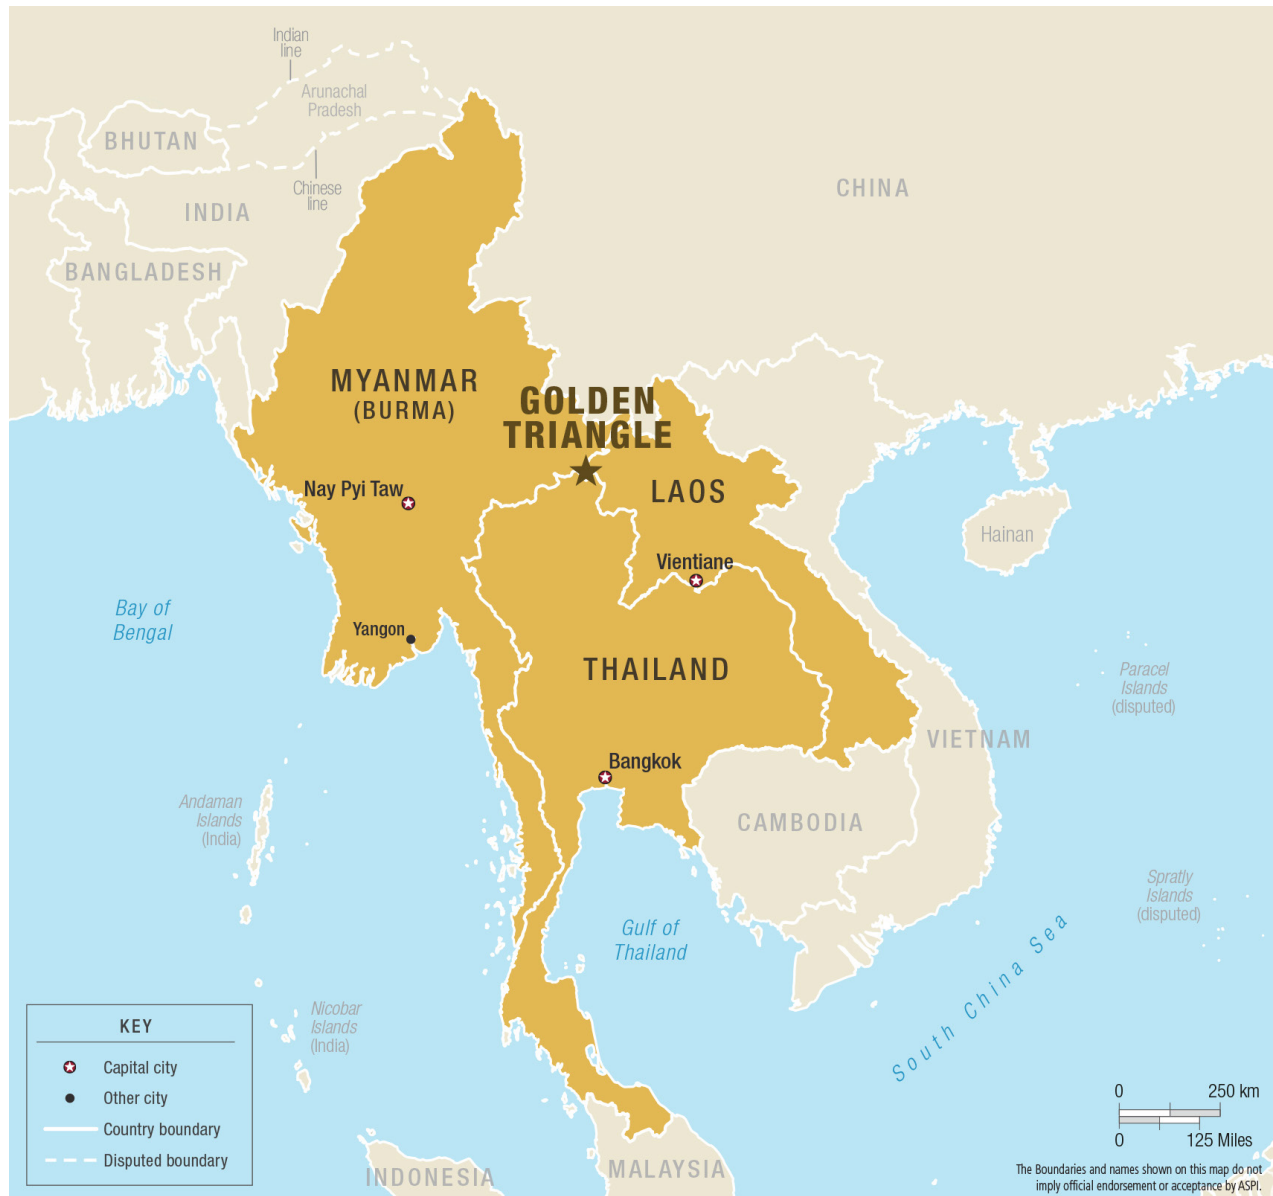 Indian
line
Arunachal
Pradesh
BHUTAN
Chinese
line
CHINA
INDIA
BANGLADESH
MYANMAR
(BURMA)
GOLDEN
TRIANGLE
Nay Pyi Taw
LAOS
Hainan
Vientiane
Bay of
Bengal
Yangon
THAILAND
Paracel
Islands
(disputed)
VIETNAM
Bangkok
Andaman
Islands
(India)
CAMBODIA
Spratly
Islands
(disputed)
Gulf of
Thailand
South China Sea
Nicobar
Islands
(India)
KEY
Capital city
Other city
Country boundary
Disputed boundary
0 250 km
0 125 Miles
INDONESIA
MALAYSIA
The Boundaries and names shown on this map do not
imply official endorsement or acceptance by ASPI.